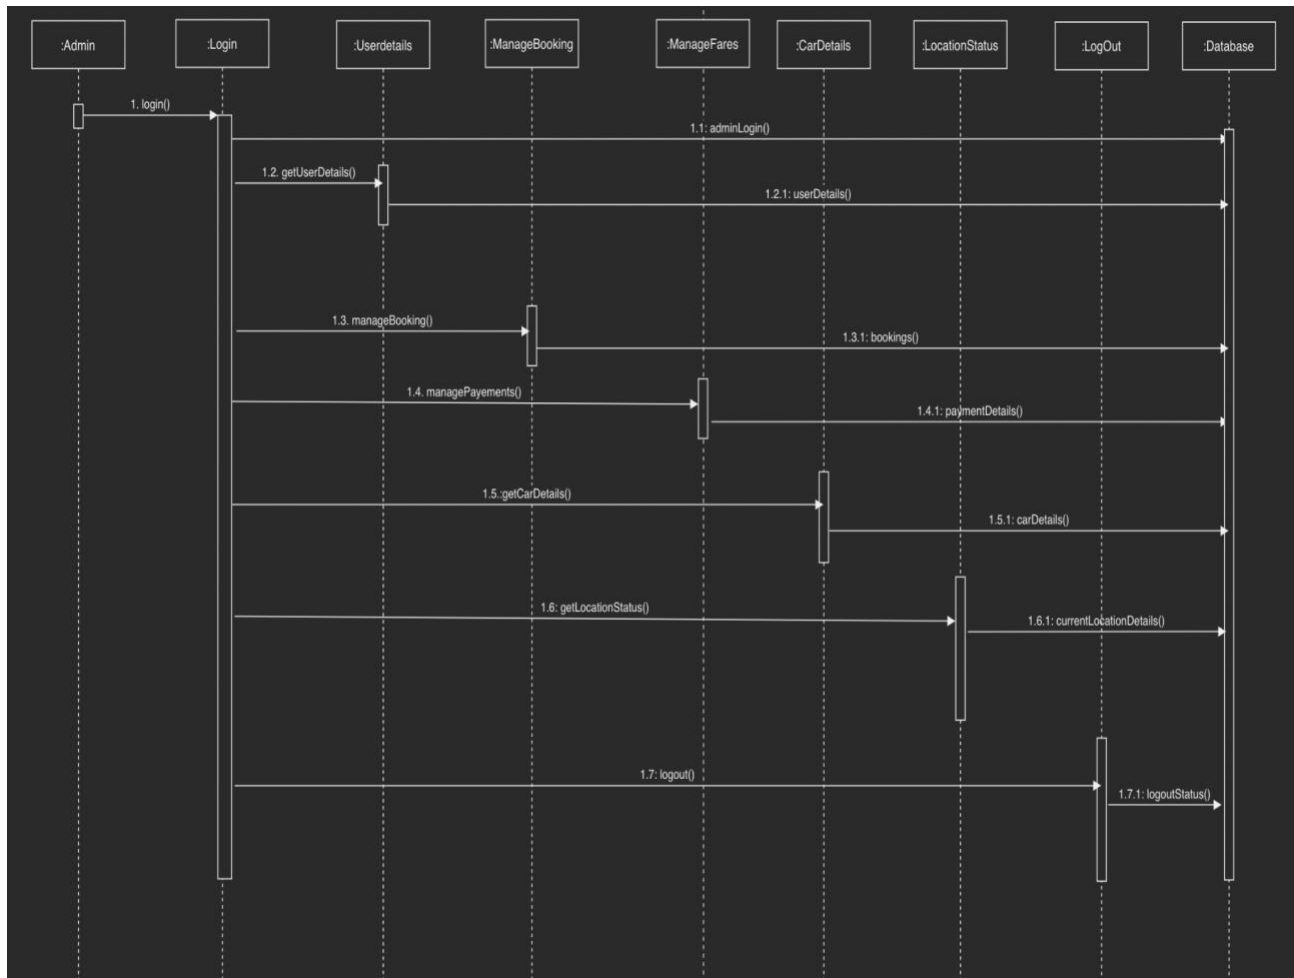 :Admin
:Login
:Userdetails
:ManageBooking
:ManageFares
:CarDetails
:LocationStatus
:LogOut
:Database
1. login()
1.1: adminLogin()
1.2. getUserDetails()
1.2.1: userDetails()
1.3. manageBooking()
1.3.1: bookings()
1.4. managePayements()
1.4.1: paymentDetails()
1.5.:getCarDetails()
1.5.1: carDetails()
1.6: getLocationStatus()
1.6.1: currentLocationDetails()
1.7: logout()
1.7.1: logoutStatus()